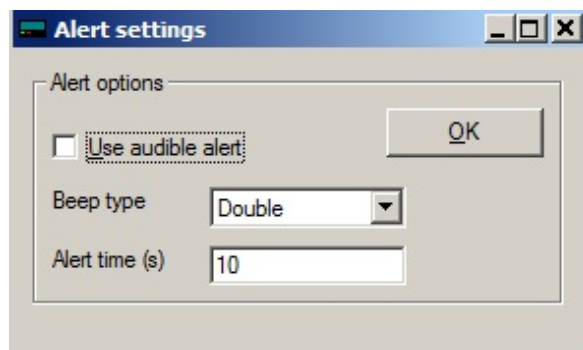 Alert settings
Alert options
Use audible alert
OK
Beep type
Double
Alert time (s)
10